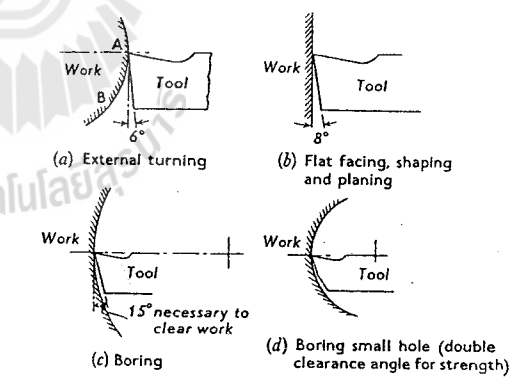 A
Work
Tool
B
6°
(a) External turning
Work
Tool
8°
(b) Flat facing, shaping
and planing
Work
Tool
15° necessary to
clear work
(c) Boring
Work
Tool
(d) Boring small hole (double
clearance angle for strength)